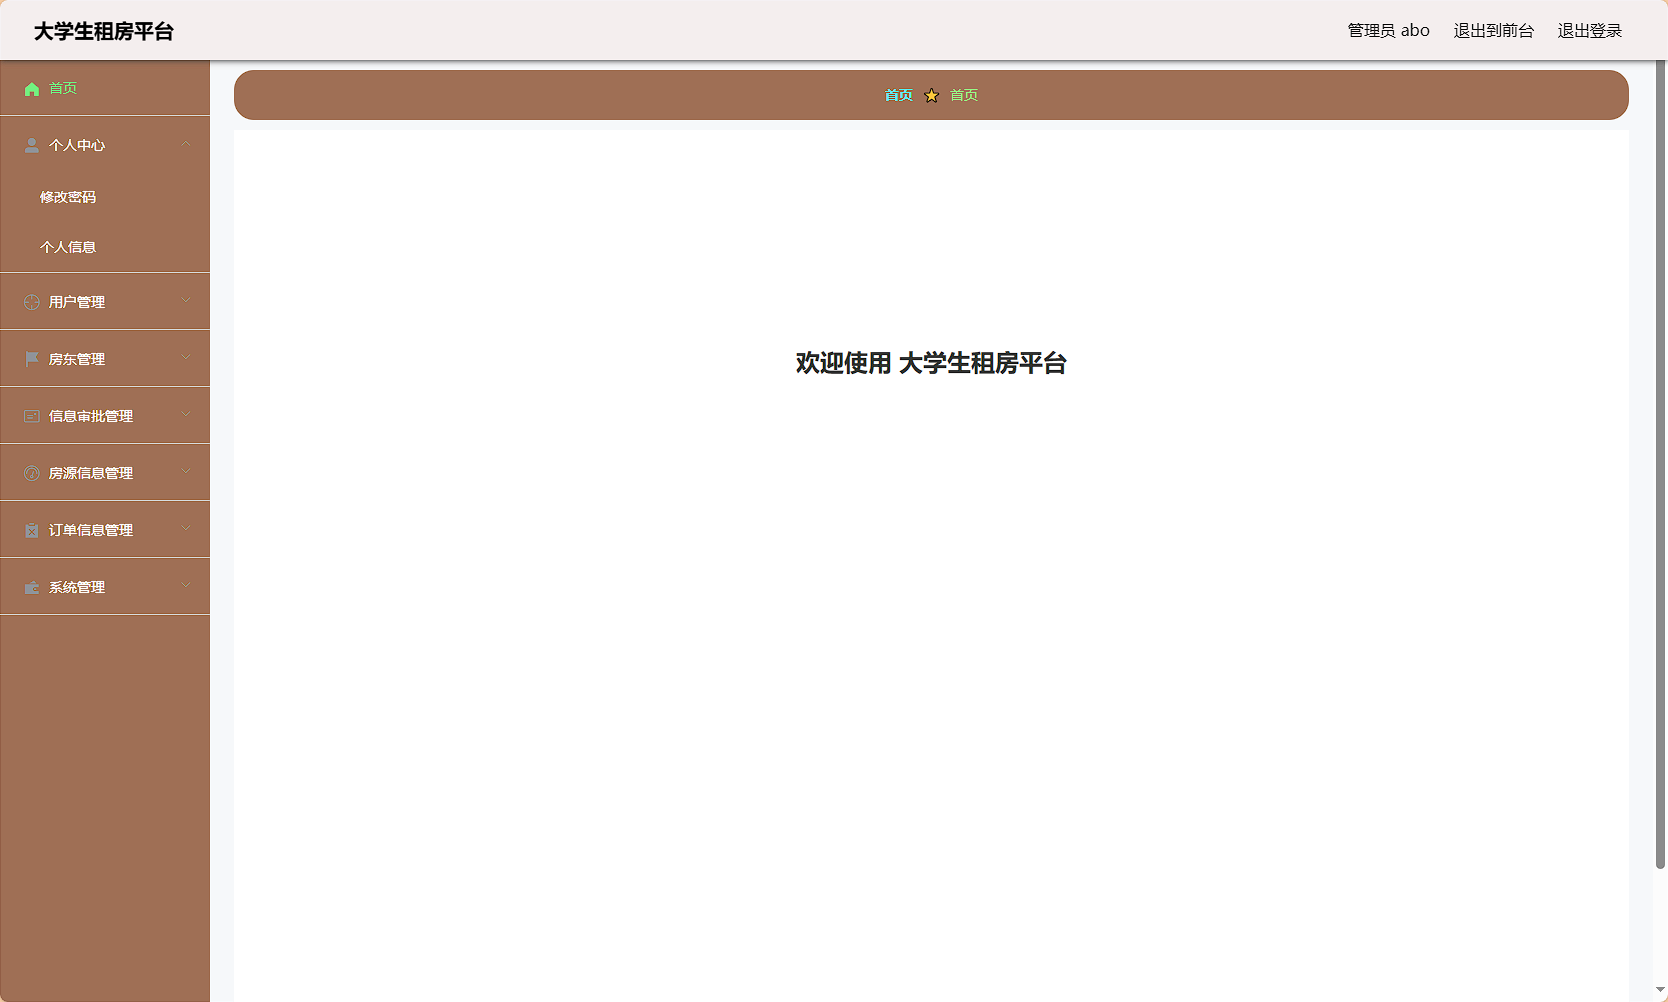 大学生租房平台
管理员 abo 退出到前台 退出登录
首页
个人中心
修改密码
个人信息
用户管理
房东管理
信息审批管理
房源信息管理
订单信息管理
系统管理
首页 首页
欢迎使用 大学生租房平台